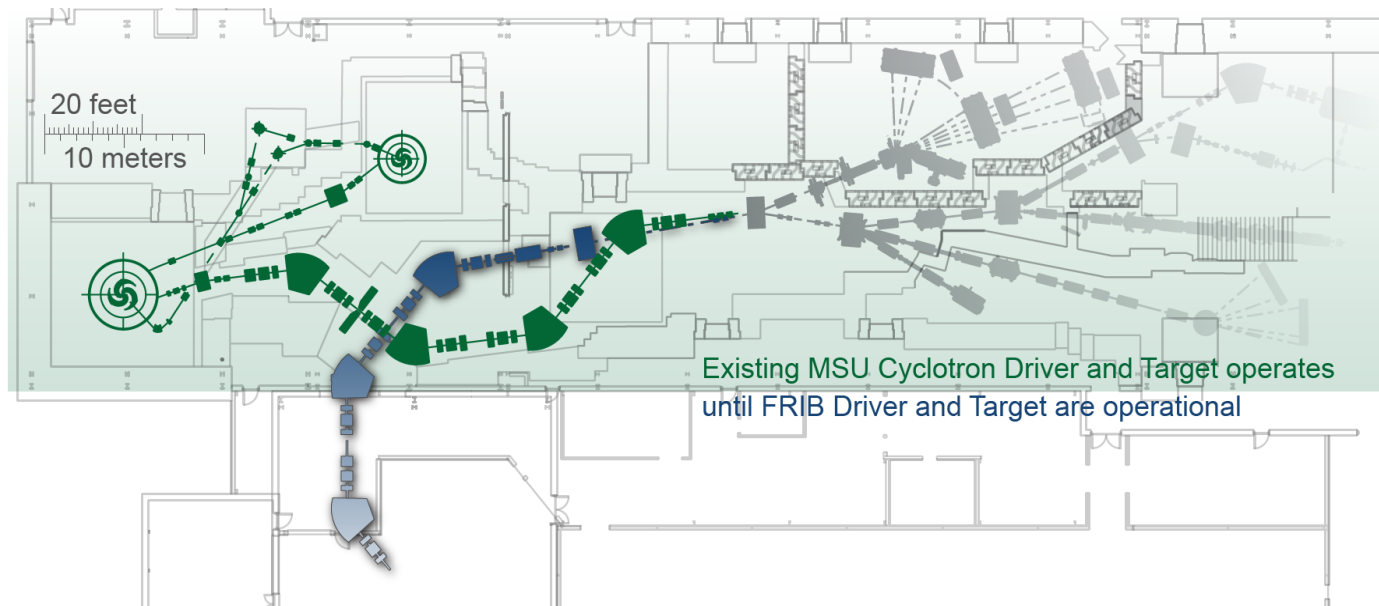 20 feet
10 meters
Existing MSU Cyclotron Driver and Target operates
until FRIB Driver and Target are operational